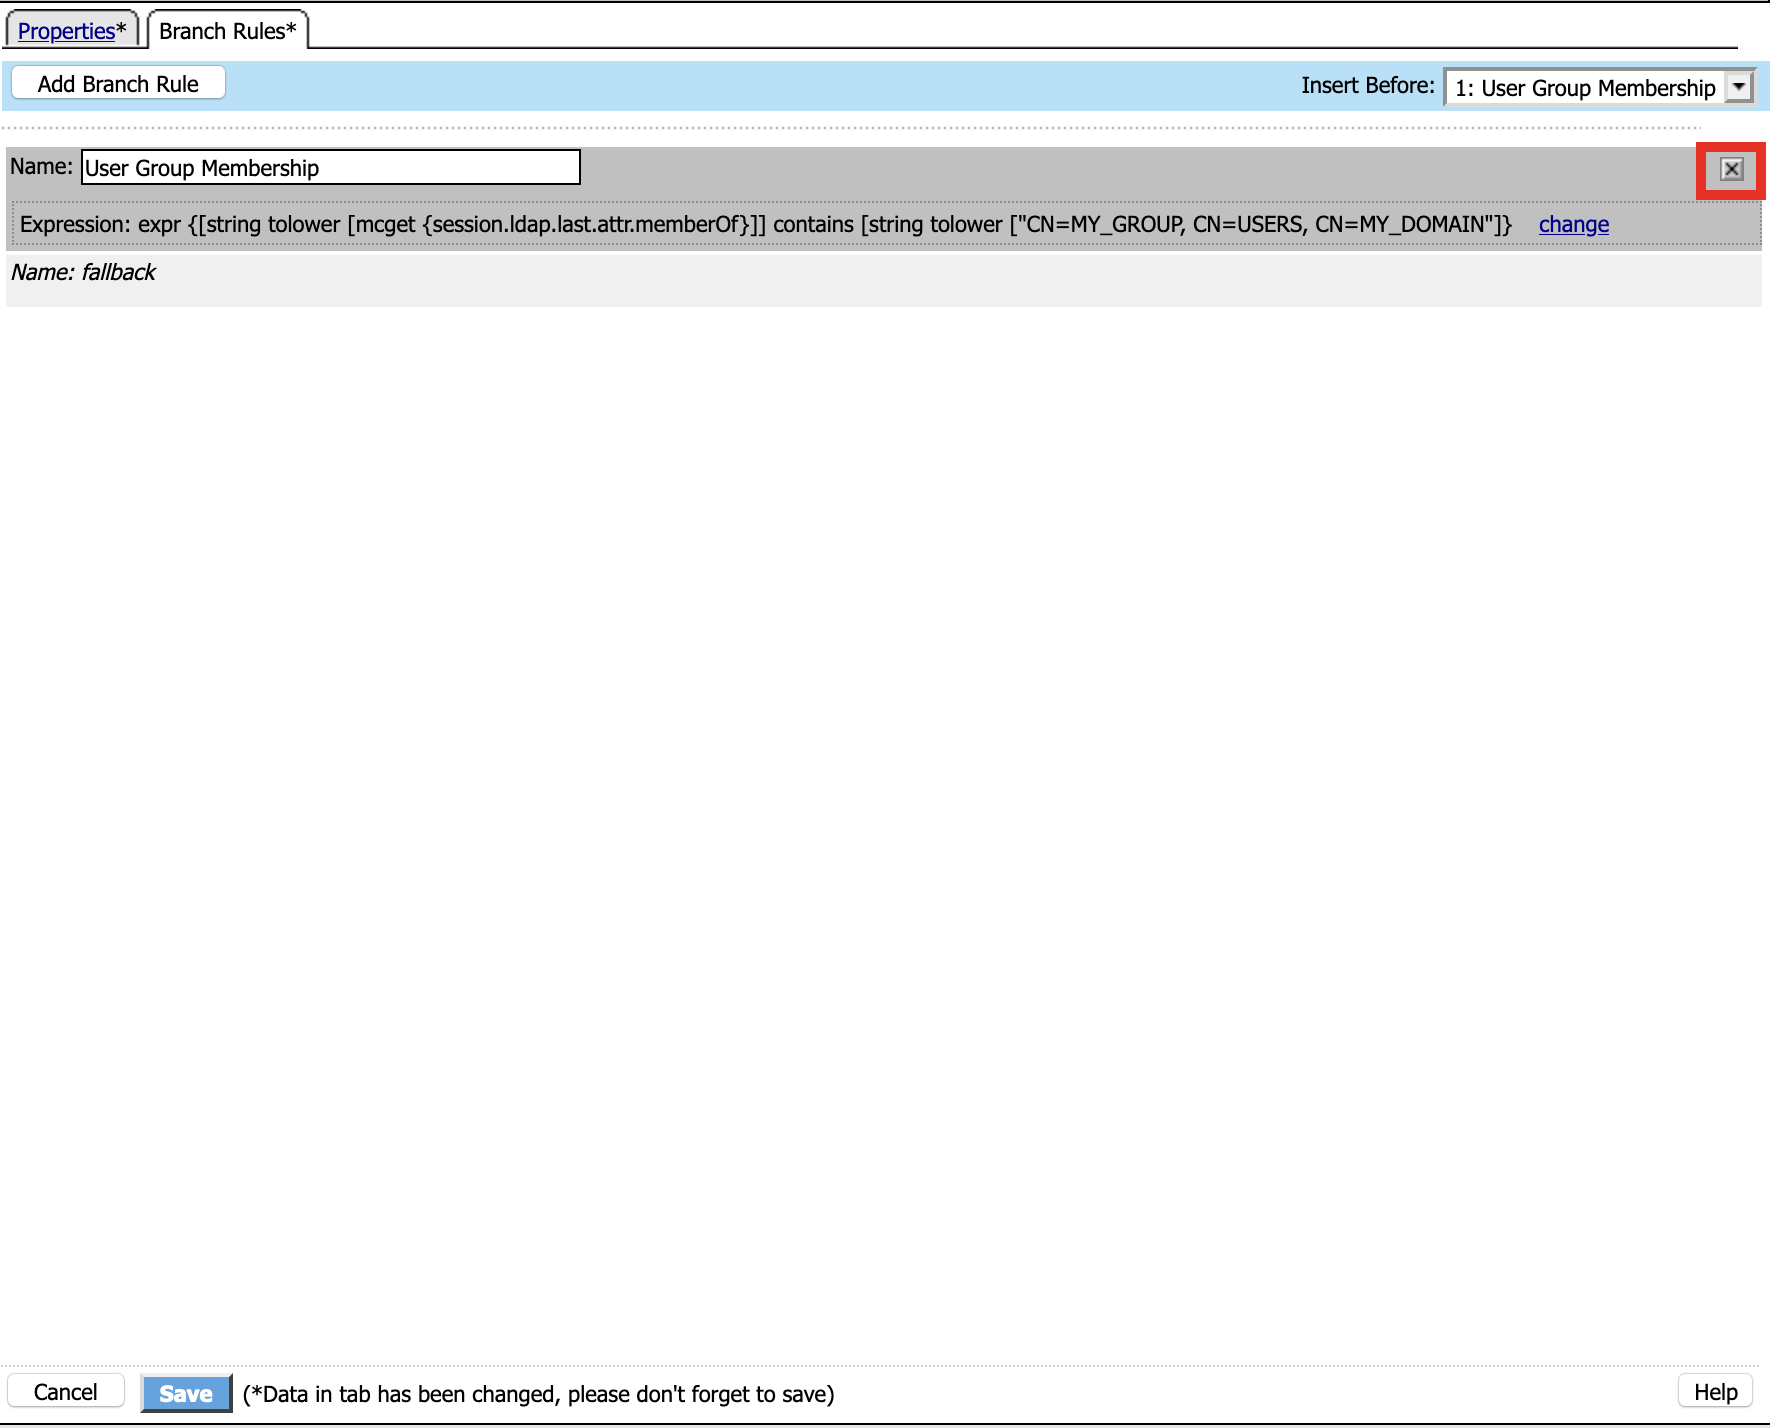 Properties* Branch Rules*
Add Branch Rule Insert Before: 1: User Group Membership
Name: User Group Membership
Expression: expr {[string tolower [mcget {session.ldap.last.attr.memberOf}]] contains [string tolower ["CN=MY_GROUP, CN=USERS, CN=MY_DOMAIN"]} change
Name: fallback
Cancel Save (*Data in tab has been changed, please don't forget to save) Help